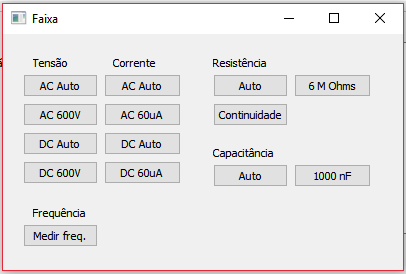 Faixa
Tensão Corrente Resistência
AC Auto AC Auto Auto 6 M Ohms
AC 600V AC 60uA Continuidade
DC Auto DC Auto
Capacitância
DC 600V DC 60uA Auto 1000 nF
Frequência
Medir freq.